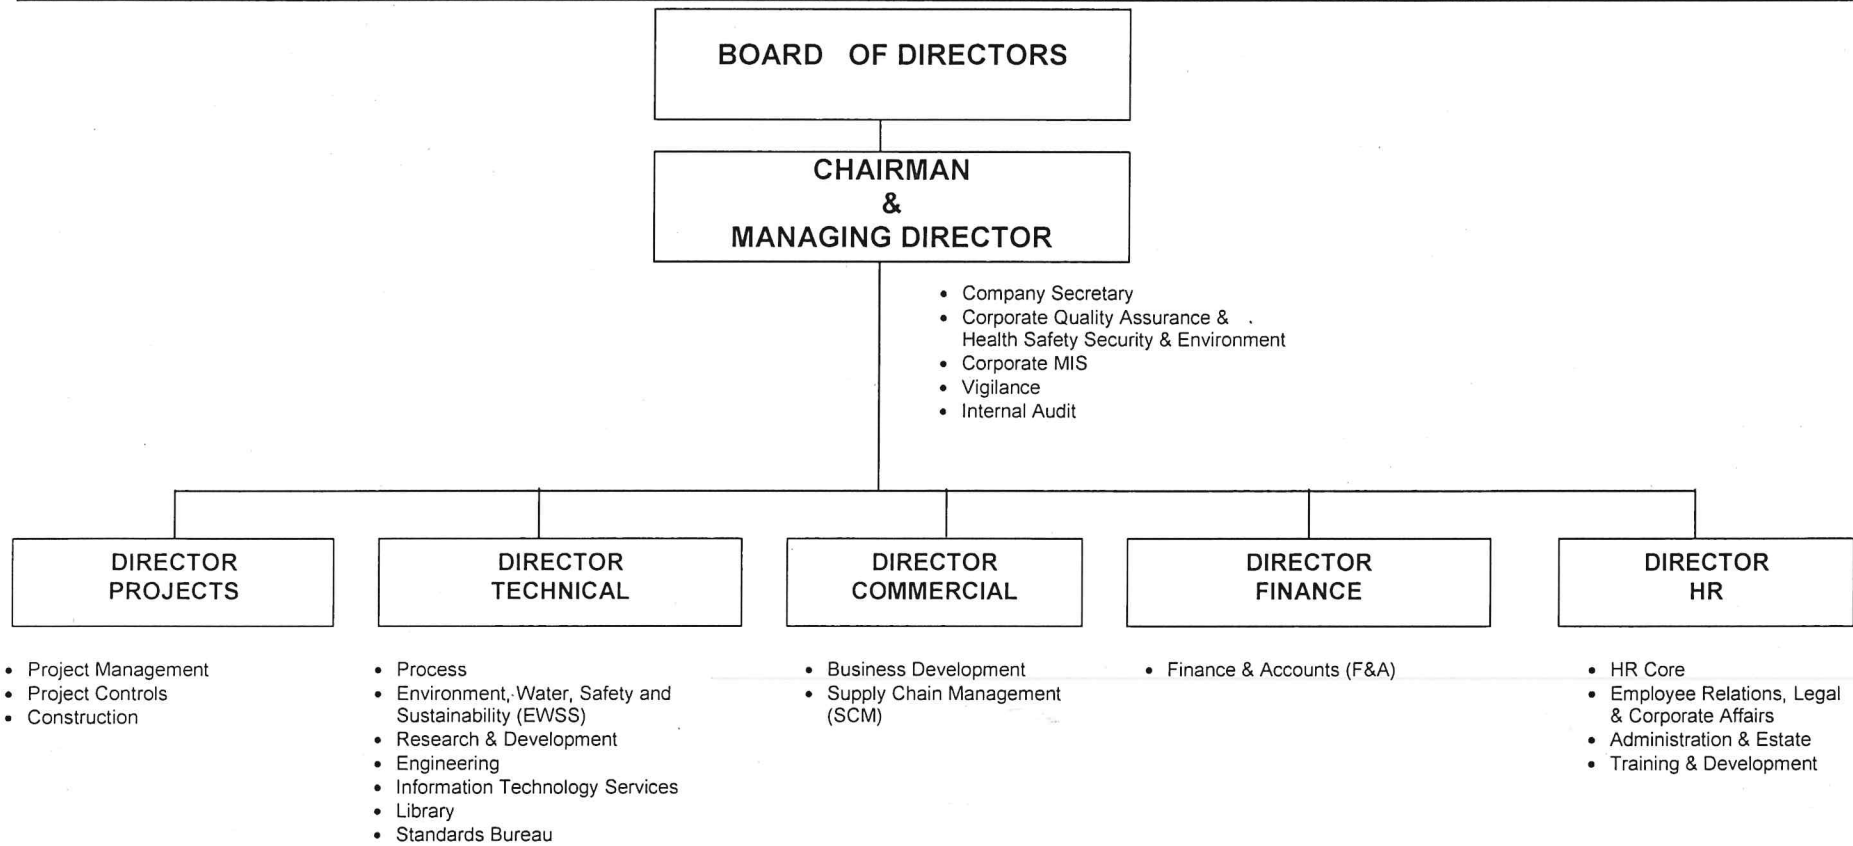 BOARD OF DIRECTORS
CHAIRMAN
&
MANAGING DIRECTOR
• Company Secretary
• Corporate Quality Assurance &
Health Safety Security & Environment
• Corporate MIS
• Vigilance
• Internal Audit
DIRECTOR
PROJECTS
• Project Management
• Project Controls
• Construction
DIRECTOR
TECHNICAL
• Process
• Environment, Water, Safety and
Sustainability (EWSS)
• Research & Development
• Engineering
• Information Technology Services
• Library
• Standards Bureau
DIRECTOR
COMMERCIAL
• Business Development
• Supply Chain Management
(SCM)
DIRECTOR
FINANCE
• Finance & Accounts (F&A)
DIRECTOR
HR
• HR Core
• Employee Relations, Legal
& Corporate Affairs
• Administration & Estate
• Training & Development